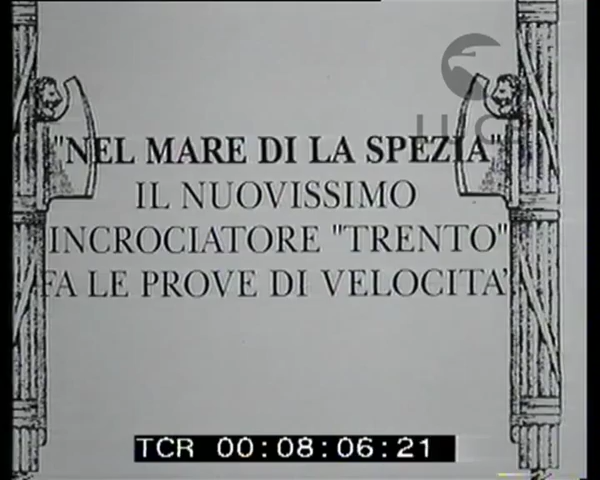 "NEL MARE DI LA SPEZIA"
IL NUOVISSIMO
INCROCIATORE "TRENTO"
FA LE PROVE DI VELOCITA'
TCR 00:08:06:21